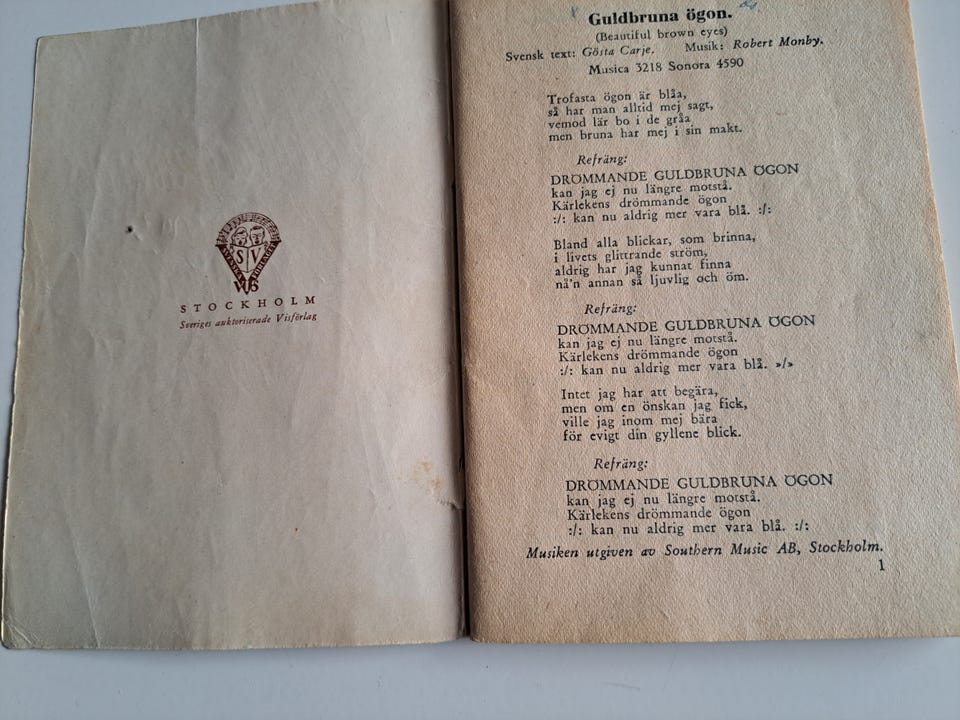 SV
SVENSKA
V6
STOCKHOLM
Sveriges auktoriserade Visförlag
Guldbruna ögon.
(Beautiful brown eyes)
Svensk text: Gösta Carje. Musik: Robert Monby.
Musica 3218 Sonora 4590
Trofasta ögon är blåa,
så har man alltid mej sagt,
vemod lär bo i de gråa
men bruna har mej i sin makt.
Refräng:
DRÖMMANDE GULDBRUNA ÖGON
kan jag ej nu längre motstå.
Kärlekens drömmande ögon
:/: kan nu aldrig mer vara blå. :/:
Bland alla blickar, som brinna,
i livets glittrande ström,
aldrig har jag kunnat finna
nå'n annan så ljuvlig och öm.
Refräng:
DRÖMMANDE GULDBRUNA ÖGON
kan jag ej nu längre motstå.
Kärlekens drömmande ögon
:/: kan nu aldrig mer vara blå. »/»
Intet jag har att begära,
men om en önskan jag fick,
ville jag inom mej bära
för evigt din gyllene blick.
Refräng:
DRÖMMANDE GULDBRUNA ÖGON
kan jag ej nu längre motstå.
Kärlekens drömmande ögon
:/: kan nu aldrig mer vara blå. :/:
Musiken utgiven av Southern Music AB, Stockholm.
1